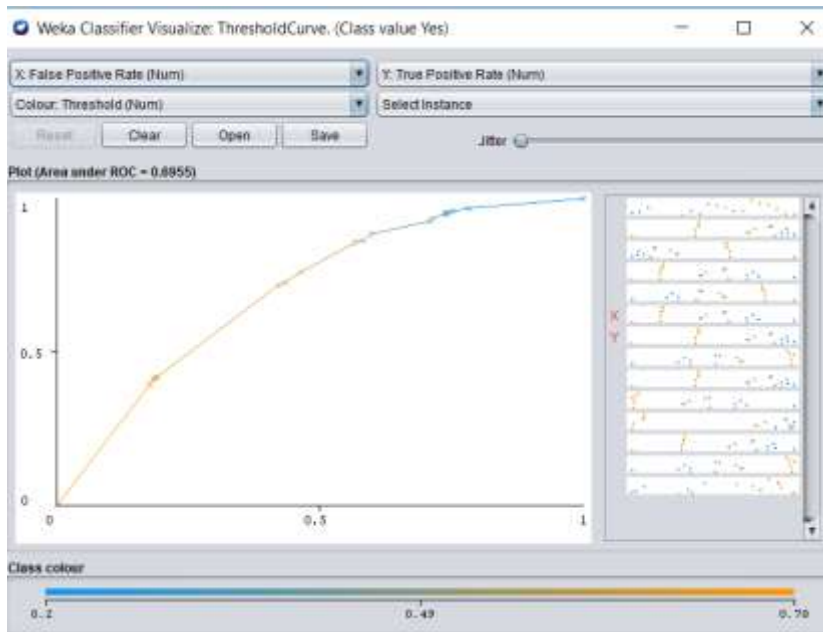 Weka Classifier Visualize: ThresholdCurve. (Class value Yes)
X: False Positive Rate (Num) Y: True Positive Rate (Num)
Colour: Threshold (Num) Select Instance
Reset Clear Open Save Jitter
Plot (Area under ROC = 0.6955)
1
0.5
0
0 0.5 1
X
Y
Class colour
0.2 0.49 0.78